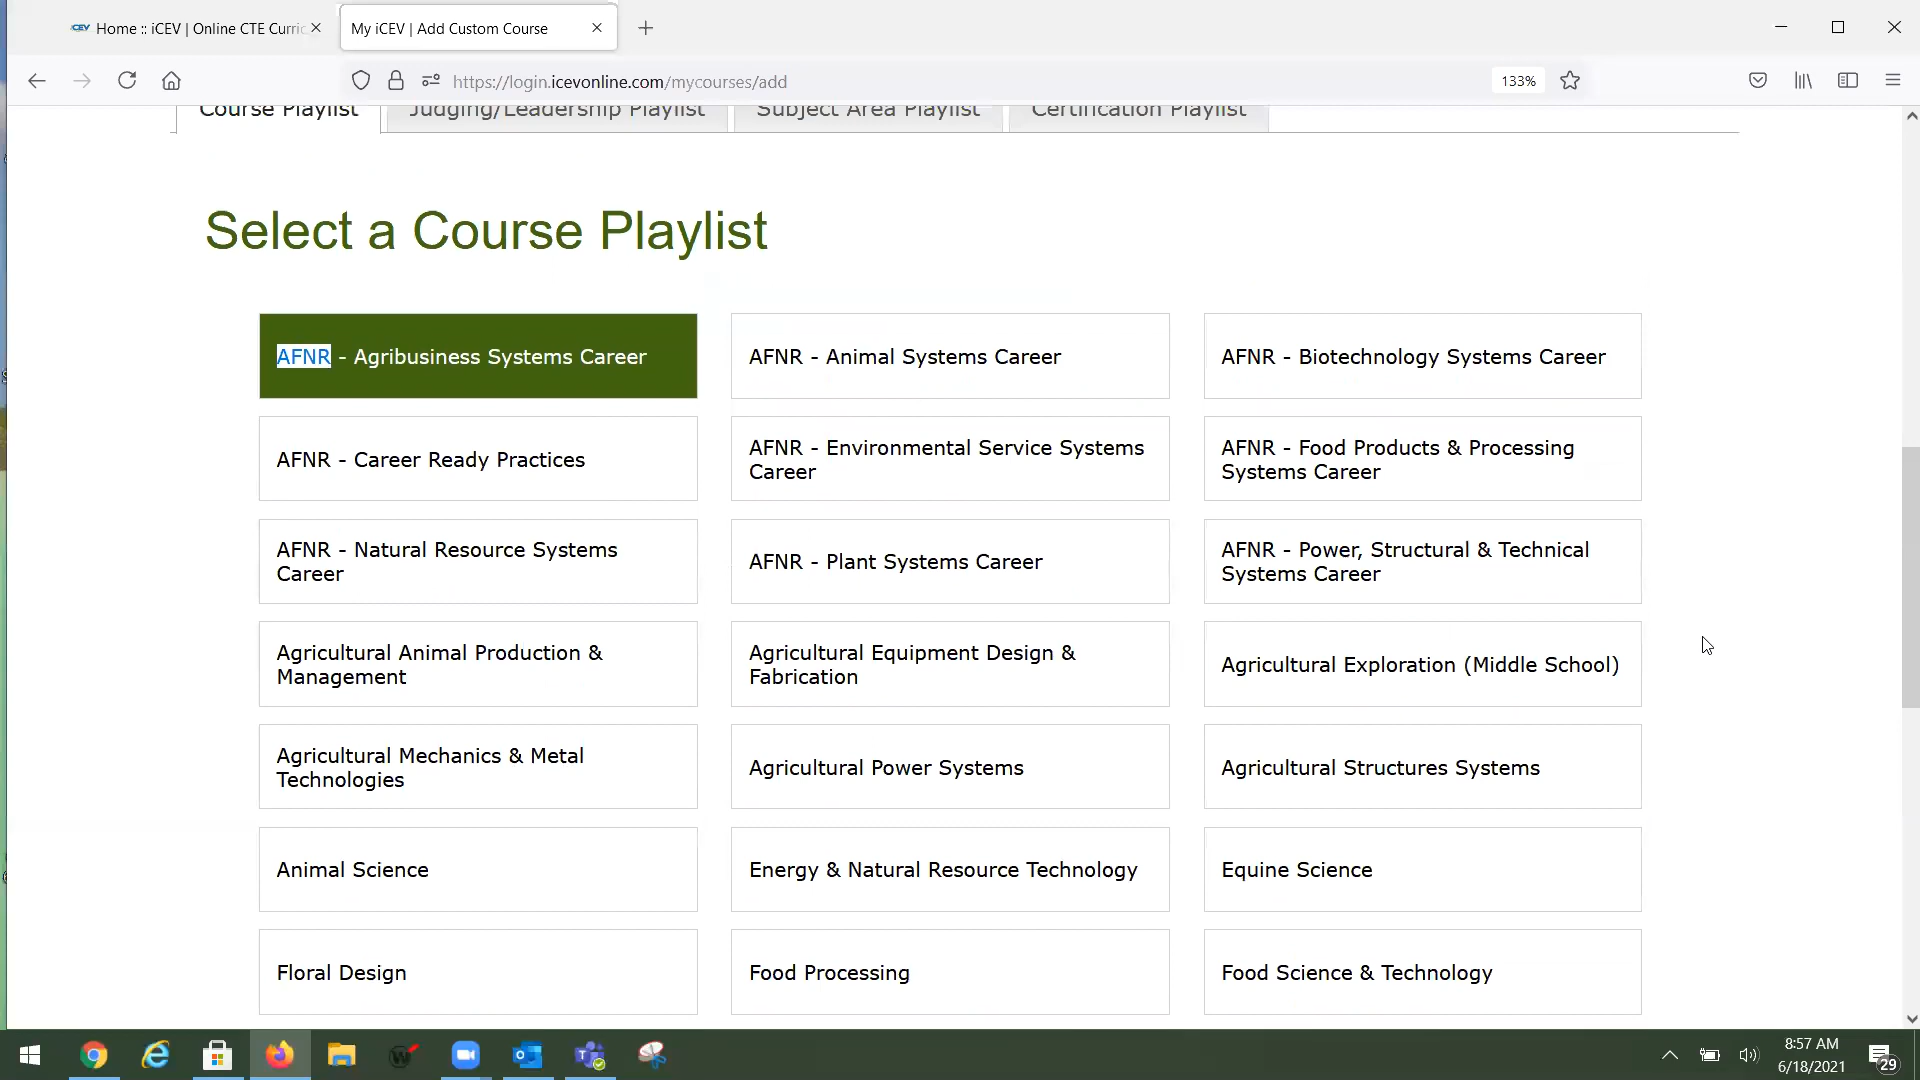 iCEV Home :: iCEV | Online CTE Curric
My iCEV | Add Custom Course
https://login.icevonline.com/mycourses/add
133%
Course Playlist
Judging/Leadership Playlist
Subject Area Playlist
Certification Playlist
Select a Course Playlist
AFNR - Agribusiness Systems Career
AFNR - Animal Systems Career
AFNR - Biotechnology Systems Career
AFNR - Career Ready Practices
AFNR - Environmental Service Systems
Career
AFNR - Food Products & Processing
Systems Career
AFNR - Natural Resource Systems
Career
AFNR - Plant Systems Career
AFNR - Power, Structural & Technical
Systems Career
Agricultural Animal Production &
Management
Agricultural Equipment Design &
Fabrication
Agricultural Exploration (Middle School)
Agricultural Mechanics & Metal
Technologies
Agricultural Power Systems
Agricultural Structures Systems
Animal Science
Energy & Natural Resource Technology
Equine Science
Floral Design
Food Processing
Food Science & Technology
8:57 AM
6/18/2021
29